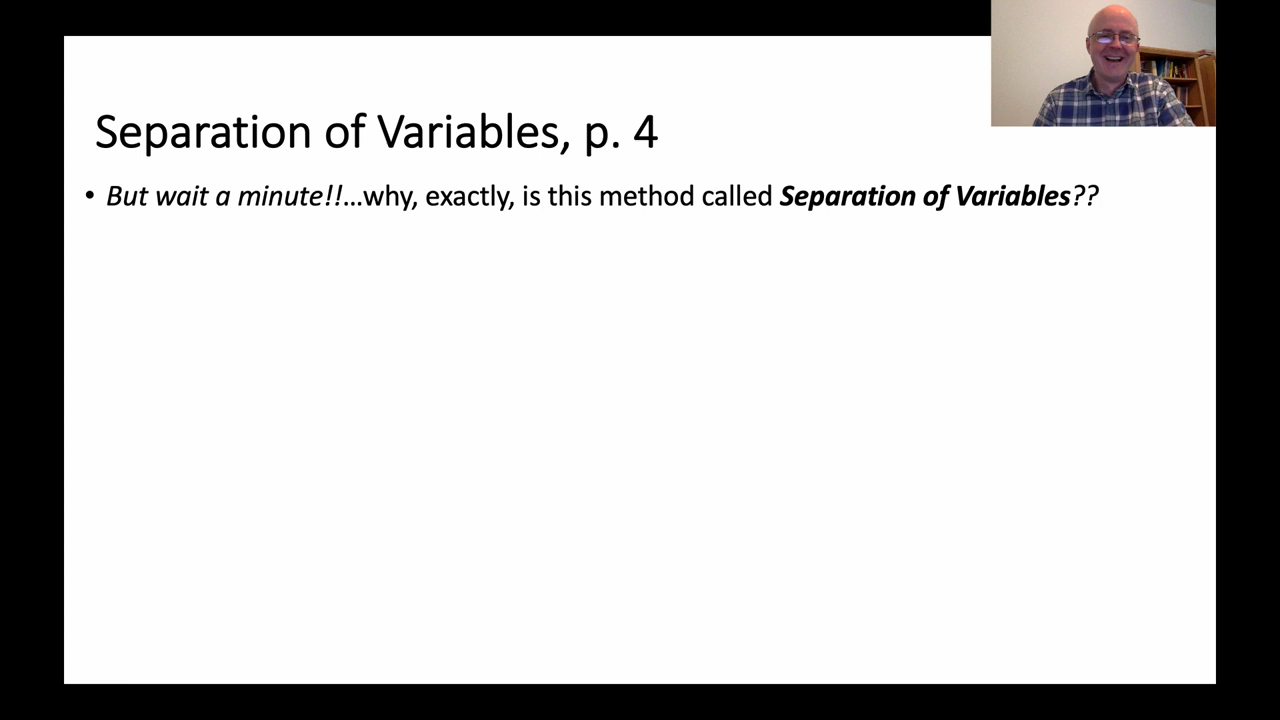 Separation of Variables, p. 4
• But wait a minute!!...why, exactly, is this method called Separation of Variables??